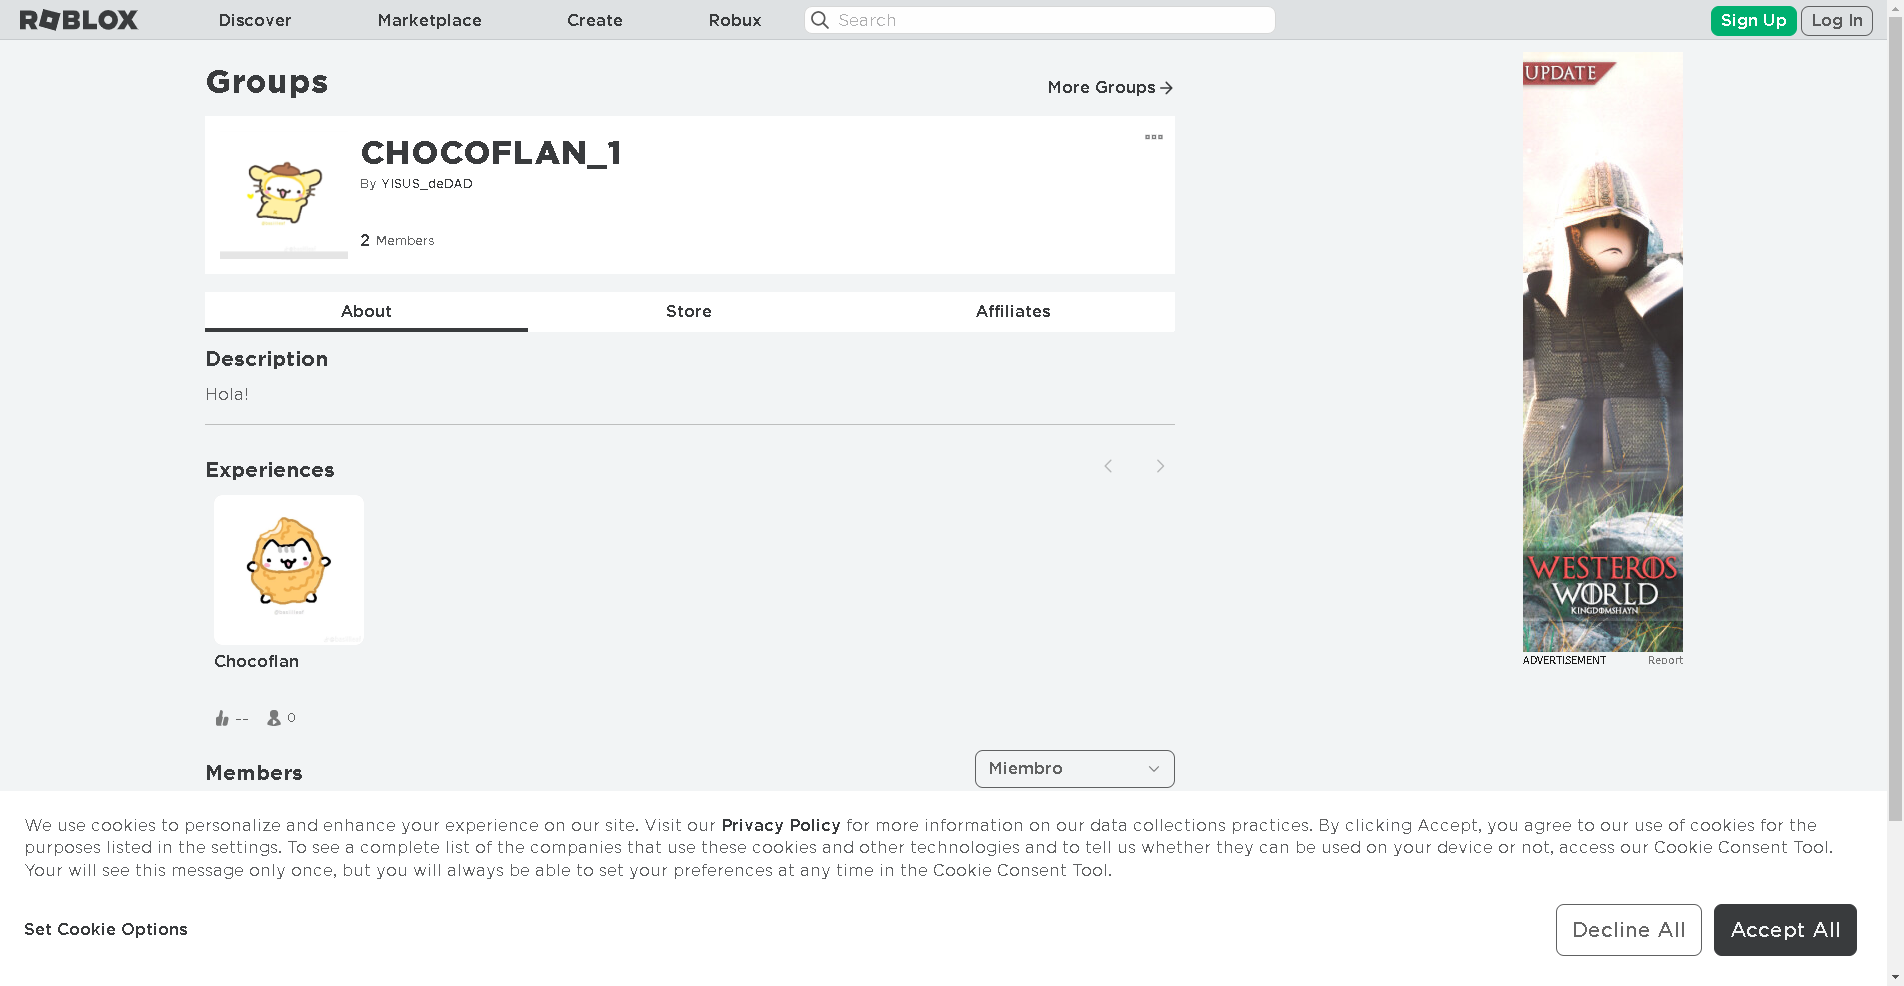 ROBLOX
Discover
Marketplace
Create
Robux
Search
Sign Up
Log In
Groups
More Groups
CHOCOFLAN_1
By YISUS_deDAD
2 Members
About
Store
Affiliates
Description
Hola!
Experiences
Chocoflan
--
0
Members
Miembro
UPDATE
WESTEROS
WORLD
KINGDOMSHAYN
ADVERTISEMENT
Report
We use cookies to personalize and enhance your experience on our site. Visit our Privacy Policy for more information on our data collections practices. By clicking Accept, you agree to our use of cookies for the
purposes listed in the settings. To see a complete list of the companies that use these cookies and other technologies and to tell us whether they can be used on your device or not, access our Cookie Consent Tool.
Your will see this message only once, but you will always be able to set your preferences at any time in the Cookie Consent Tool.
Set Cookie Options
Decline All
Accept All